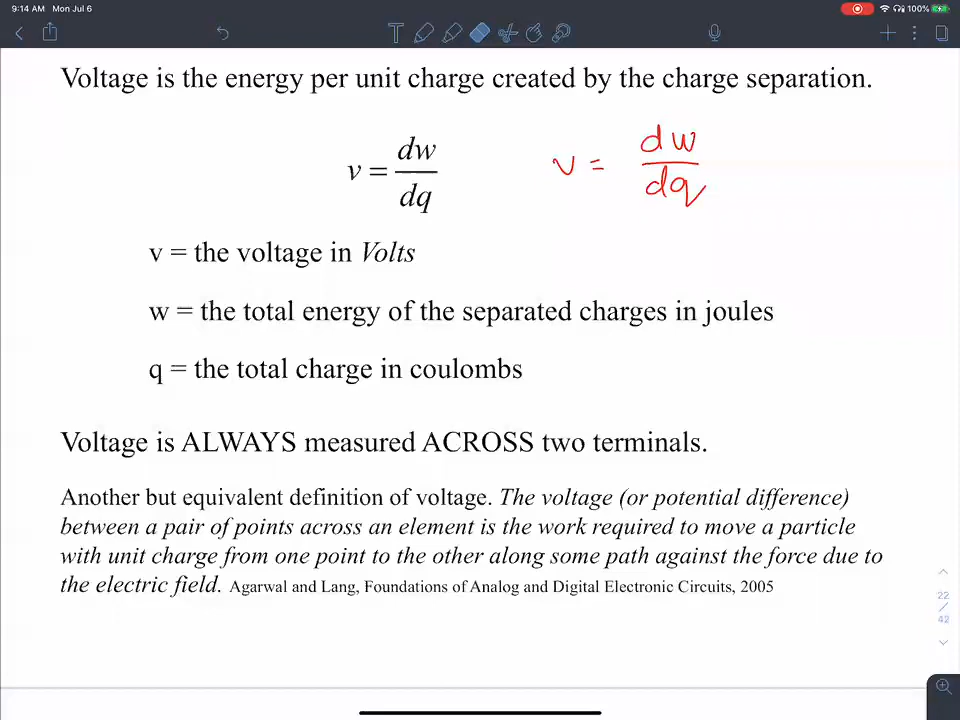 9:14 AM Mon Jul 6
100%
Voltage is the energy per unit charge created by the charge separation.
v = dw/dq
v = dw/dq
v = the voltage in Volts
w = the total energy of the separated charges in joules
q = the total charge in coulombs
Voltage is ALWAYS measured ACROSS two terminals.
Another but equivalent definition of voltage. The voltage (or potential difference)
between a pair of points across an element is the work required to move a particle
with unit charge from one point to the other along some path against the force due to
the electric field. Agarwal and Lang, Foundations of Analog and Digital Electronic Circuits, 2005
22
/
42